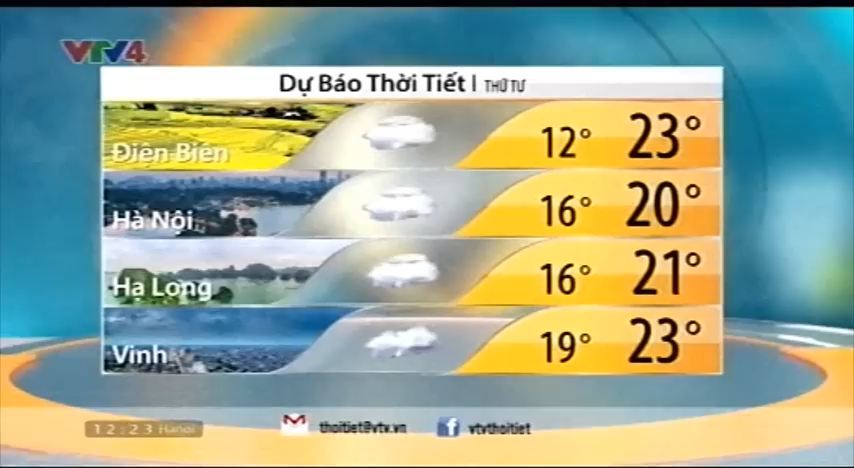 VTV4
Dự Báo Thời Tiết | THỨ TƯ
Điện Biên 12° 23°
Hà Nội 16° 20°
Hạ Long 16° 21°
Vinh 19° 23°
12:23 Hanoi thoitiet@vtv.vn vtvthoitiet